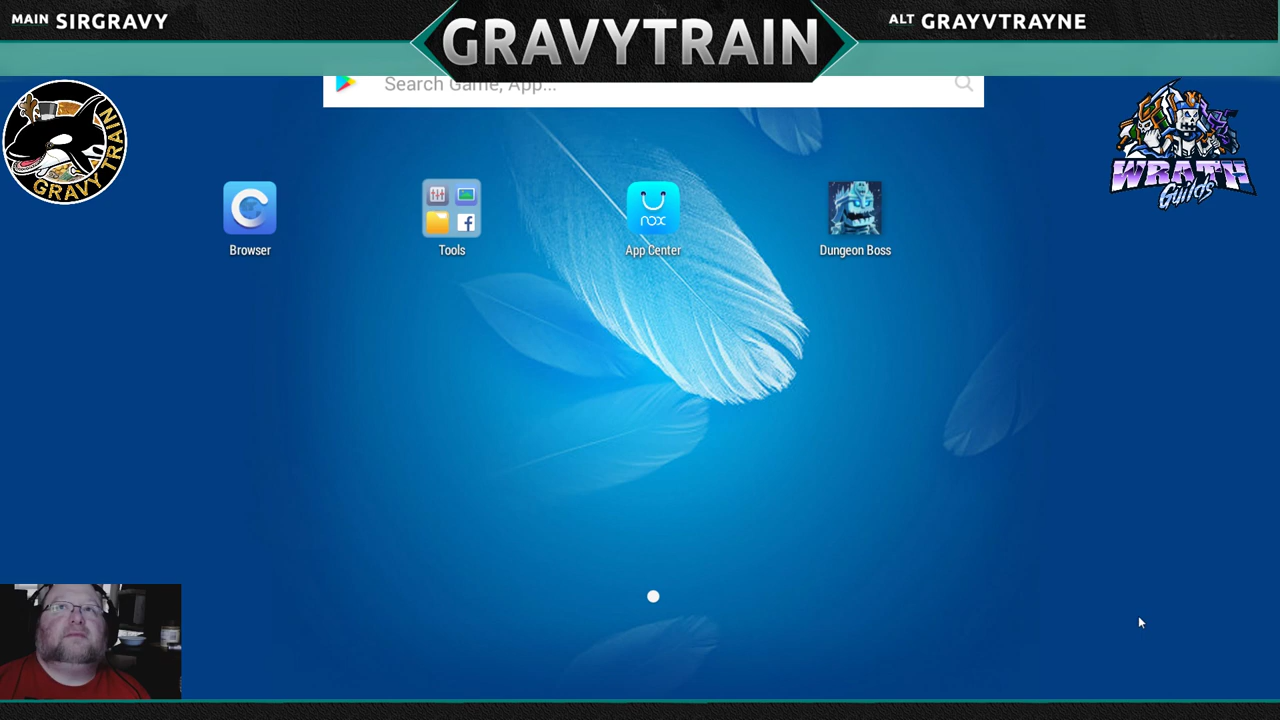 MAIN SIRGRAVY
GRAVYTRAIN
ALT GRAYVTRAYNE
Search Game, App...
GRAVY TRAIN
WRATH
Guilds
nox
Browser
Tools
App Center
Dungeon Boss